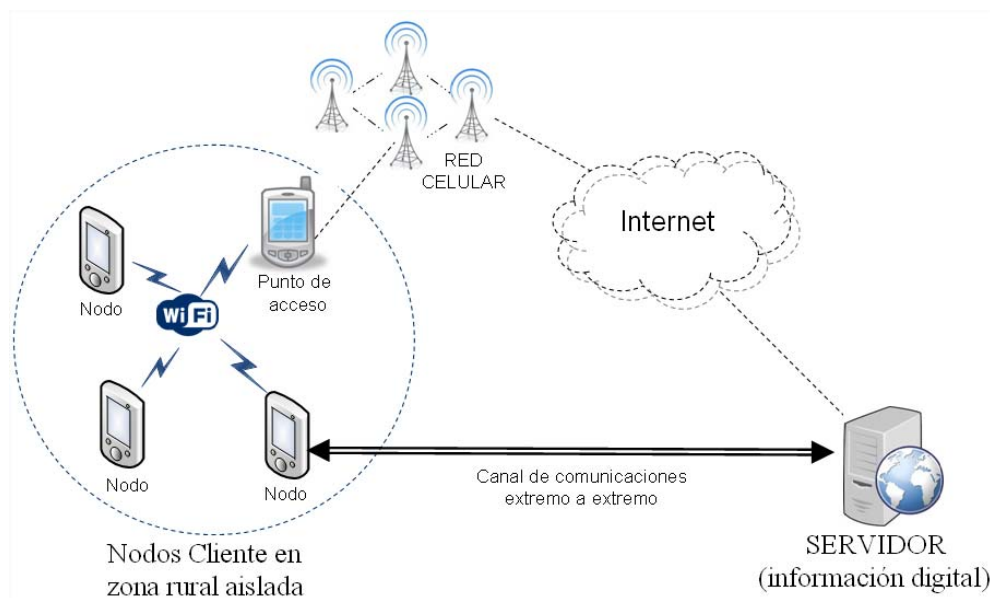 RED
CELULAR
Internet
Punto de
acceso
Nodo
WiFi
Nodo
Nodo
Canal de comunicaciones
extremo a extremo
Nodos Cliente en
zona rural aislada
SERVIDOR
(información digital)